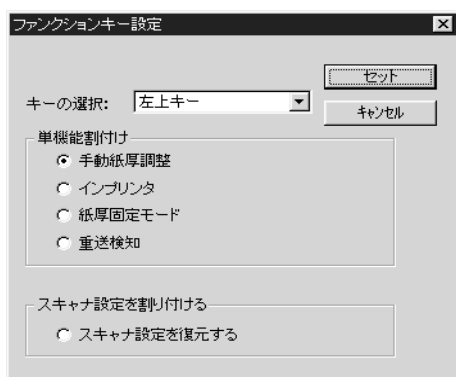 ファンクションキー設定
セット
キーの選択: 左上キー
キャンセル
単機能割付け
手動紙厚調整
インプリンタ
紙厚固定モード
重送検知
スキャナ設定を割り付ける
スキャナ設定を復元する